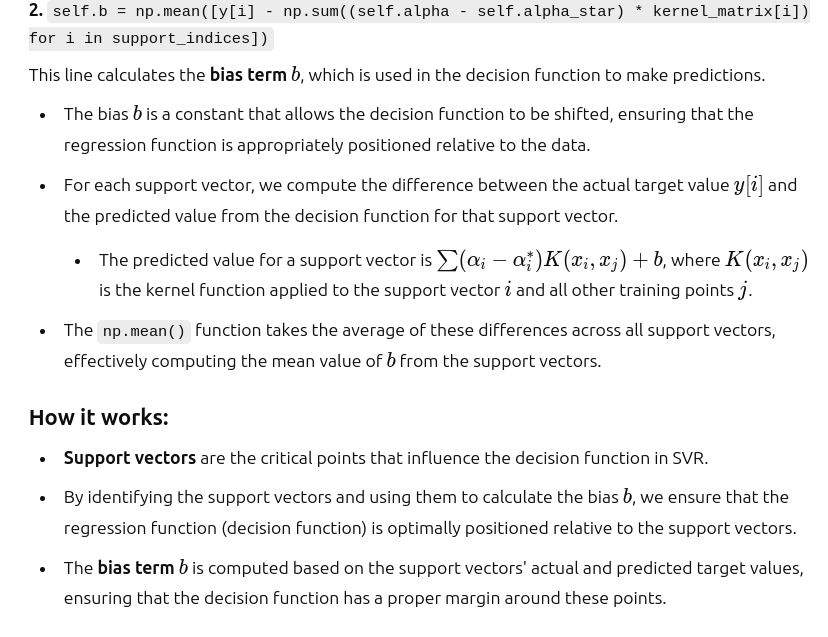 2. self.b = np.mean([y[i] - np.sum((self.alpha - self.alpha_star) * kernel_matrix[i])
for i in support_indices])
This line calculates the bias term b, which is used in the decision function to make predictions.
• The bias b is a constant that allows the decision function to be shifted, ensuring that the
regression function is appropriately positioned relative to the data.
• For each support vector, we compute the difference between the actual target value y[i] and
the predicted value from the decision function for that support vector.
• The predicted value for a support vector is ∑(αᵢ − αᵢ*)K(xᵢ, xⱼ) + b, where K(xᵢ, xⱼ)
is the kernel function applied to the support vector i and all other training points j.
• The np.mean() function takes the average of these differences across all support vectors,
effectively computing the mean value of b from the support vectors.
How it works:
• Support vectors are the critical points that influence the decision function in SVR.
• By identifying the support vectors and using them to calculate the bias b, we ensure that the
regression function (decision function) is optimally positioned relative to the support vectors.
• The bias term b is computed based on the support vectors' actual and predicted target values,
ensuring that the decision function has a proper margin around these points.